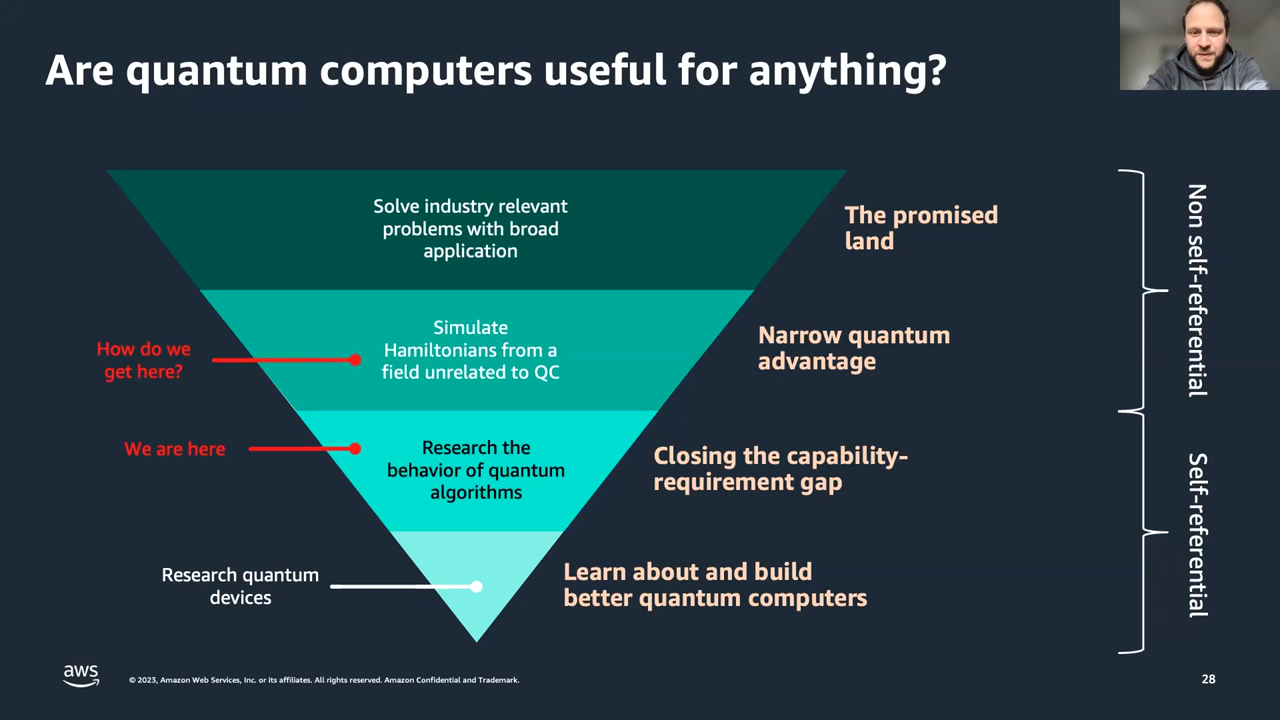 Are quantum computers useful for anything?
Solve industry relevant
problems with broad
application
The promised
land
Simulate
Hamiltonians from a
field unrelated to QC
Narrow quantum
advantage
How do we
get here?
We are here
Research the
behavior of quantum
algorithms
Closing the capability-
requirement gap
Research quantum
devices
Learn about and build
better quantum computers
Non self-referential
Self-referential
aws
© 2023, Amazon Web Services, Inc. or its affiliates. All rights reserved. Amazon Confidential and Trademark.
28